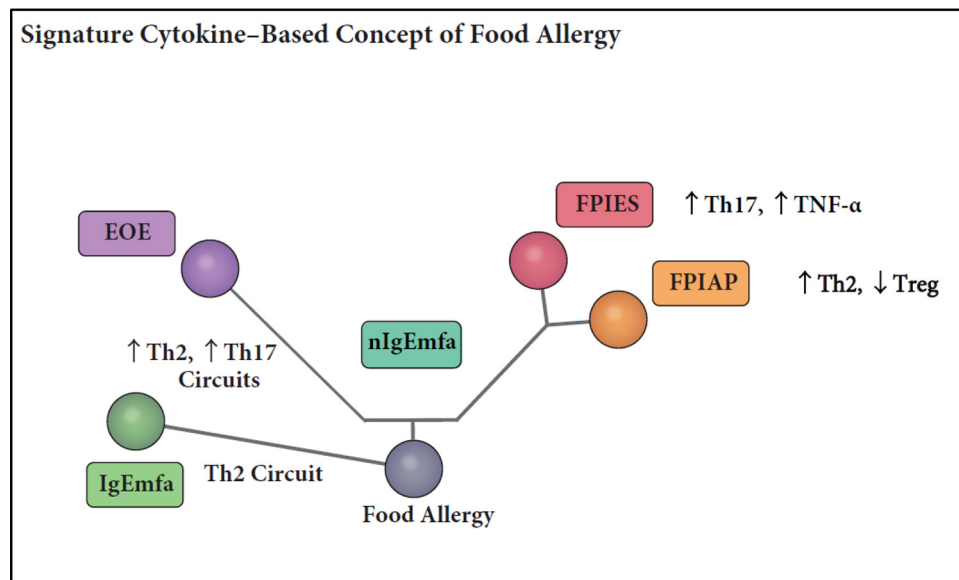 Signature Cytokine–Based Concept of Food Allergy
FPIES
↑ Th17, ↑ TNF-α
EOE
FPIAP
↑ Th2, ↓ Treg
nIgEmfa
↑ Th2, ↑ Th17
Circuits
Th2 Circuit
IgEmfa
Food Allergy